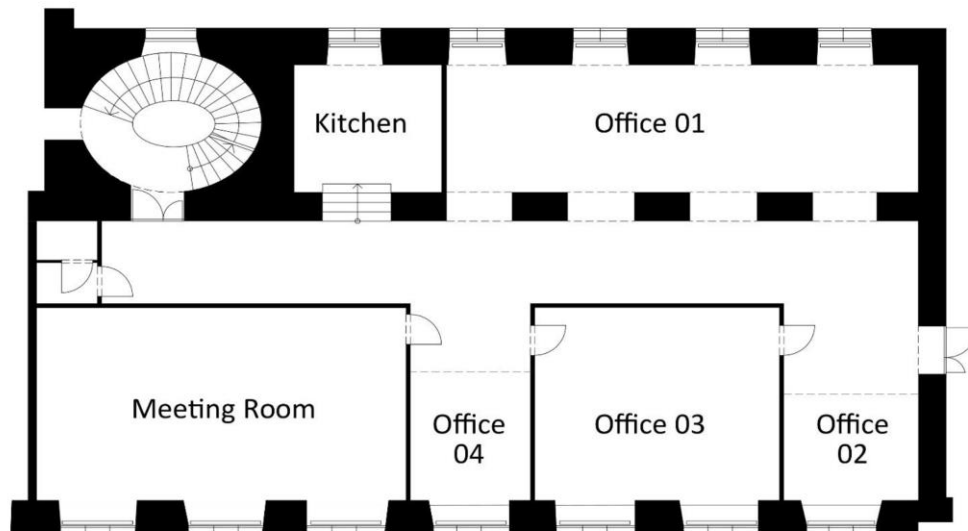 Kitchen
Office 01
Meeting Room
Office
04
Office 03
Office
02